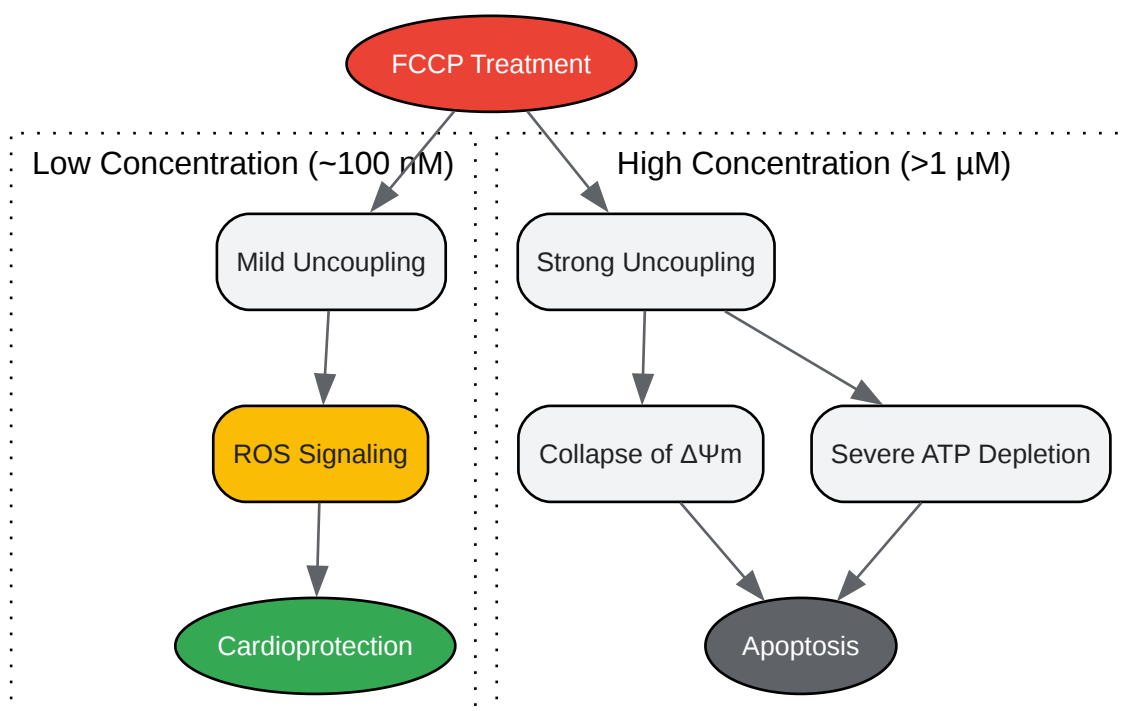 FCCP Treatment
Low Concentration (~100 nM)
High Concentration (>1 µM)
Mild Uncoupling
Strong Uncoupling
ROS Signaling
Collapse of ΔΨm
Severe ATP Depletion
Cardioprotection
Apoptosis